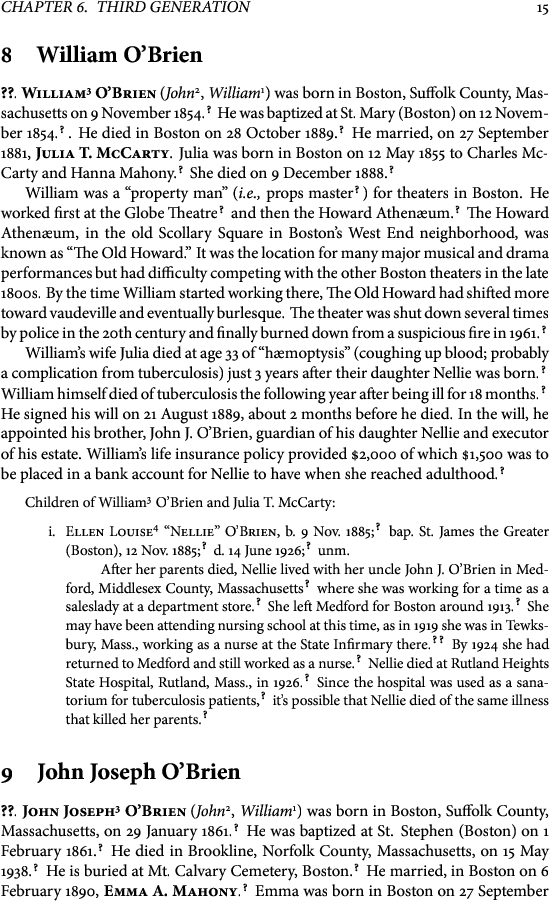 CHAPTER 6. THIRD GENERATION 15
8 William O’Brien
??. William³ O’Brien (John², William¹) was born in Boston, Suffolk County, Mas-
sachusetts on 9 November 1854.? He was baptized at St. Mary (Boston) on 12 Novem-
ber 1854.? . He died in Boston on 28 October 1889.? He married, on 27 September
1881, Julia T. McCarty. Julia was born in Boston on 12 May 1855 to Charles Mc-
Carty and Hanna Mahony.? She died on 9 December 1888.?
William was a “property man” (i.e., props master?) for theaters in Boston. He
worked first at the Globe Theatre? and then the Howard Athenæum.? The Howard
Athenæum, in the old Scollary Square in Boston’s West End neighborhood, was
known as “The Old Howard.” It was the location for many major musical and drama
performances but had difficulty competing with the other Boston theaters in the late
1800s. By the time William started working there, The Old Howard had shifted more
toward vaudeville and eventually burlesque. The theater was shut down several times
by police in the 20th century and finally burned down from a suspicious fire in 1961.?
William’s wife Julia died at age 33 of “hæmoptysis” (coughing up blood; probably
a complication from tuberculosis) just 3 years after their daughter Nellie was born.?
William himself died of tuberculosis the following year after being ill for 18 months.?
He signed his will on 21 August 1889, about 2 months before he died. In the will, he
appointed his brother, John J. O’Brien, guardian of his daughter Nellie and executor
of his estate. William’s life insurance policy provided $2,000 of which $1,500 was to
be placed in a bank account for Nellie to have when she reached adulthood.?
Children of William³ O’Brien and Julia T. McCarty:
i. Ellen Louise⁴ “Nellie” O’Brien, b. 9 Nov. 1885;? bap. St. James the Greater
(Boston), 12 Nov. 1885;? d. 14 June 1926;? unm.
After her parents died, Nellie lived with her uncle John J. O’Brien in Med-
ford, Middlesex County, Massachusetts? where she was working for a time as a
saleslady at a department store.? She left Medford for Boston around 1913.? She
may have been attending nursing school at this time, as in 1919 she was in Tewks-
bury, Mass., working as a nurse at the State Infirmary there.? ? By 1924 she had
returned to Medford and still worked as a nurse.? Nellie died at Rutland Heights
State Hospital, Rutland, Mass., in 1926.? Since the hospital was used as a sana-
torium for tuberculosis patients,? it’s possible that Nellie died of the same illness
that killed her parents.?
9 John Joseph O’Brien
??. John Joseph³ O’Brien (John², William¹) was born in Boston, Suffolk County,
Massachusetts, on 29 January 1861.? He was baptized at St. Stephen (Boston) on 1
February 1861.? He died in Brookline, Norfolk County, Massachusetts, on 15 May
1938.? He is buried at Mt. Calvary Cemetery, Boston.? He married, in Boston on 6
February 1890, Emma A. Mahony.? Emma was born in Boston on 27 September